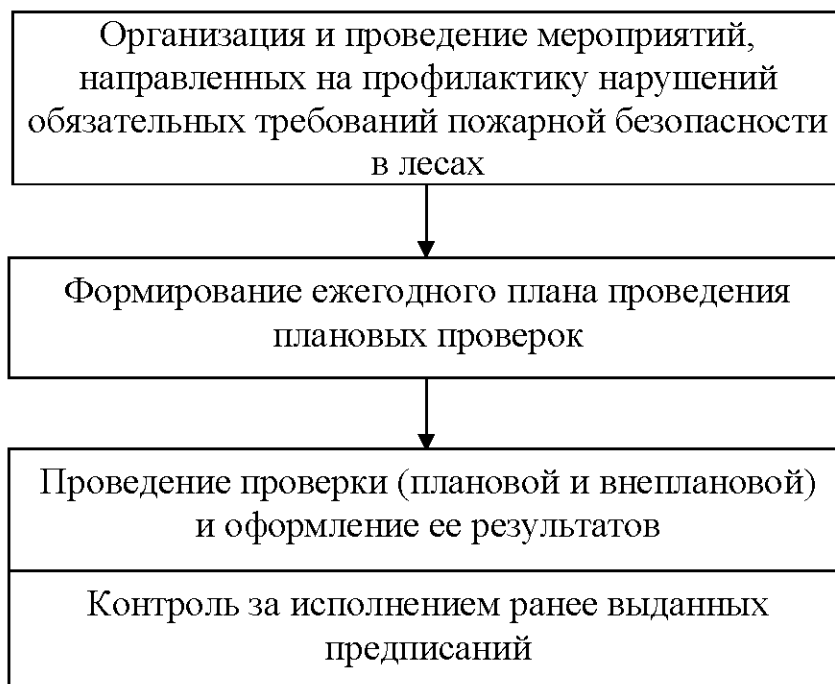 Организация и проведение мероприятий,
направленных на профилактику нарушений
обязательных требований пожарной безопасности
в лесах
Формирование ежегодного плана проведения
плановых проверок
Проведение проверки (плановой и внеплановой)
и оформление ее результатов
Контроль за исполнением ранее выданных
предписаний